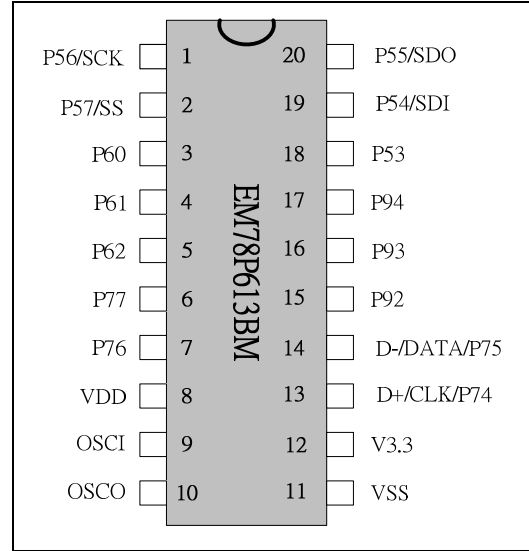 P56/SCK 1 20 P55/SDO
P57/SS 2 19 P54/SDI
P60 3 18 P53
P61 4 17 P94
P62 5 16 P93
P77 6 15 P92
P76 7 14 D-/DATA/P75
VDD 8 13 D+/CLK/P74
OSCI 9 12 V3.3
OSCO 10 11 VSS
EM78P613BM